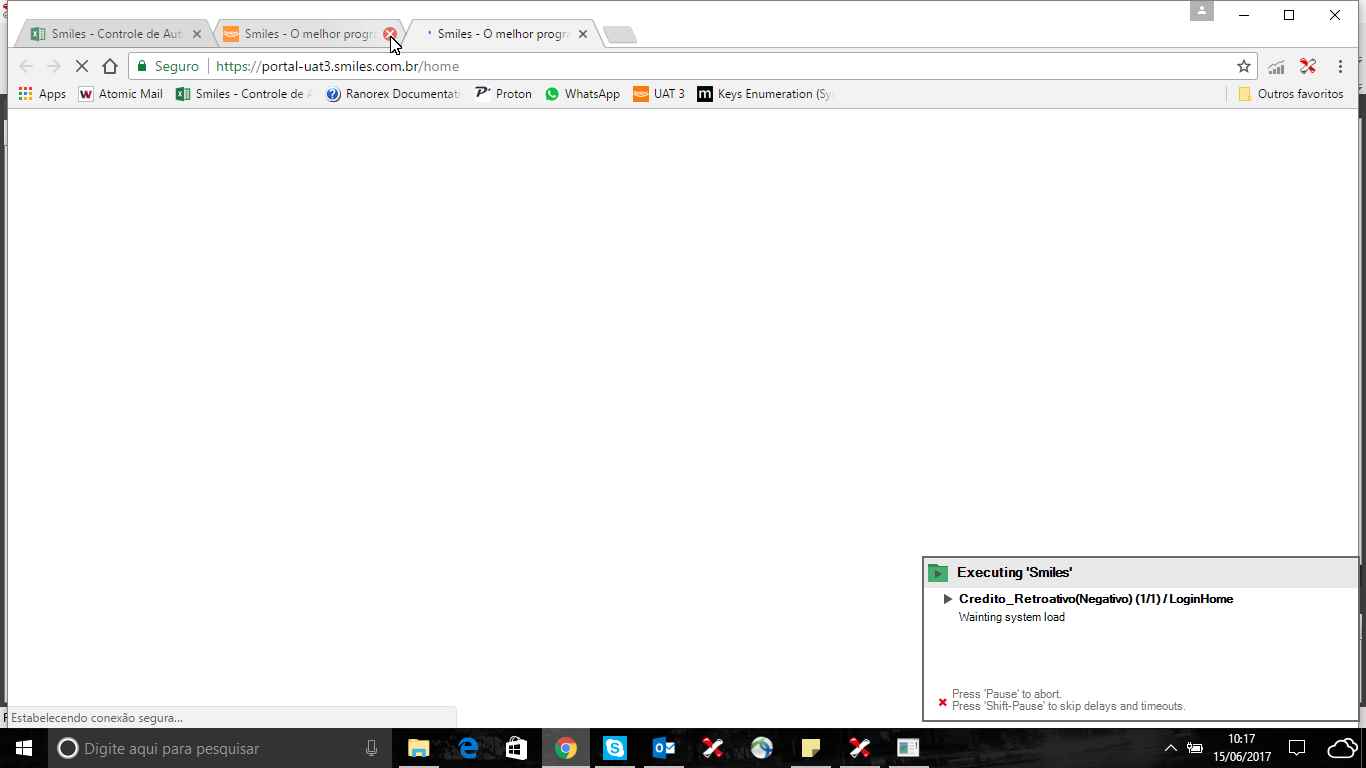 Smiles - Controle de Aut
Smiles - O melhor progr
Smiles - O melhor progr
Seguro
https://portal-uat3.smiles.com.br/home
Apps
Atomic Mail
Smiles - Controle de A
Ranorex Documentati
Proton
WhatsApp
UAT 3
Keys Enumeration (Sy
Outros favoritos
Executing 'Smiles'
Credito_Retroativo(Negativo) (1/1) / LoginHome
Wainting system load
Press 'Pause' to abort.
Press 'Shift-Pause' to skip delays and timeouts.
Estabelecendo conexão segura...
Digite aqui para pesquisar
10:17
15/06/2017